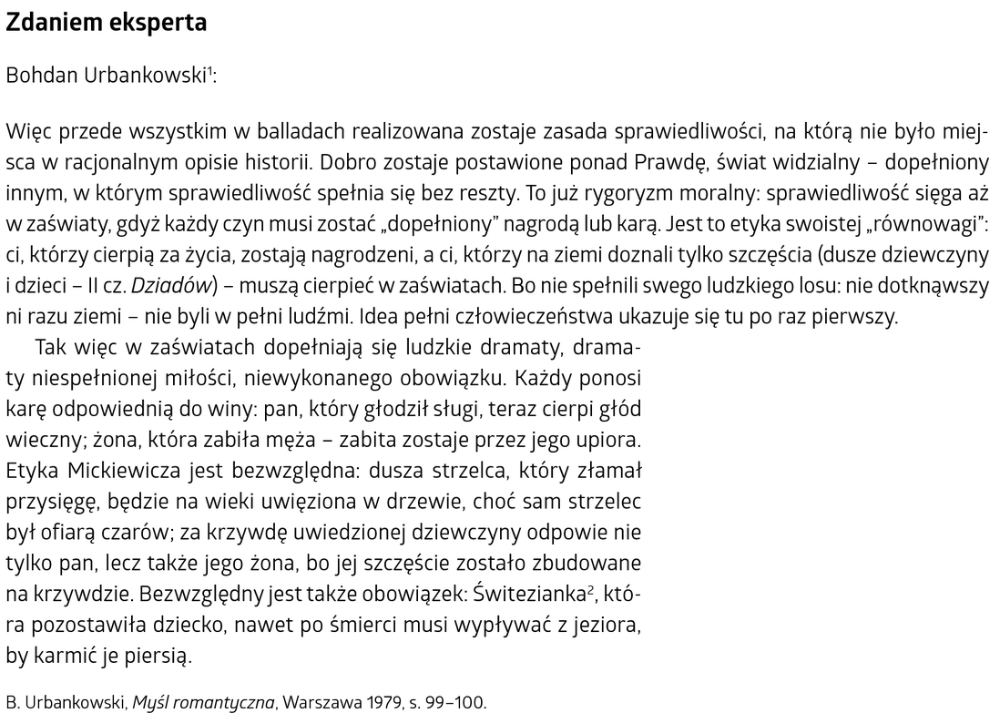 Zdaniem eksperta
Bohdan Urbankowski¹:
Więc przede wszystkim w balladach realizowana zostaje zasada sprawiedliwości, na którą nie było miej-
sca w racjonalnym opisie historii. Dobro zostaje postawione ponad Prawdę, świat widzialny – dopełniony
innym, w którym sprawiedliwość spełnia się bez reszty. To już rygoryzm moralny: sprawiedliwość sięga aż
w zaświaty, gdyż każdy czyn musi zostać „dopełniony” nagrodą lub karą. Jest to etyka swoistej „równowagi”:
ci, którzy cierpią za życia, zostają nagrodzeni, a ci, którzy na ziemi doznali tylko szczęścia (dusze dziewczyny
i dzieci – II cz. Dziadów) – muszą cierpieć w zaświatach. Bo nie spełnili swego ludzkiego losu: nie dotknąwszy
ni razu ziemi – nie byli w pełni ludźmi. Idea pełni człowieczeństwa ukazuje się tu po raz pierwszy.
Tak więc w zaświatach dopełniają się ludzkie dramaty, drama-
ty niespełnionej miłości, niewykonanego obowiązku. Każdy ponosi
karę odpowiednią do winy: pan, który głodził sługi, teraz cierpi głód
wieczny; żona, która zabiła męża – zabita zostaje przez jego upiora.
Etyka Mickiewicza jest bezwzględna: dusza strzelca, który złamał
przysięgę, będzie na wieki uwięziona w drzewie, choć sam strzelec
był ofiarą czarów; za krzywdę uwiedzionej dziewczyny odpowie nie
tylko pan, lecz także jego żona, bo jej szczęście zostało zbudowane
na krzywdzie. Bezwzględny jest także obowiązek: Świtezianka², któ-
ra pozostawiła dziecko, nawet po śmierci musi wypływać z jeziora,
by karmić je piersią.
B. Urbankowski, Myśl romantyczna, Warszawa 1979, s. 99–100.